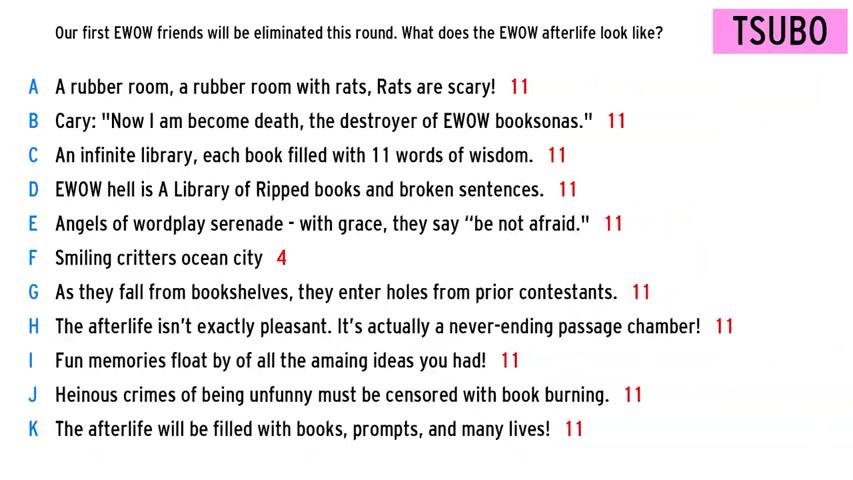 Our first EWOW friends will be eliminated this round. What does the EWOW afterlife look like?
TSUBO
A A rubber room, a rubber room with rats, Rats are scary! 11
B Cary: "Now I am become death, the destroyer of EWOW booksonas." 11
C An infinite library, each book filled with 11 words of wisdom. 11
D EWOW hell is A Library of Ripped books and broken sentences. 11
E Angels of wordplay serenade - with grace, they say “be not afraid." 11
F Smiling critters ocean city 4
G As they fall from bookshelves, they enter holes from prior contestants. 11
H The afterlife isn’t exactly pleasant. It’s actually a never-ending passage chamber! 11
I Fun memories float by of all the amaing ideas you had! 11
J Heinous crimes of being unfunny must be censored with book burning. 11
K The afterlife will be filled with books, prompts, and many lives! 11